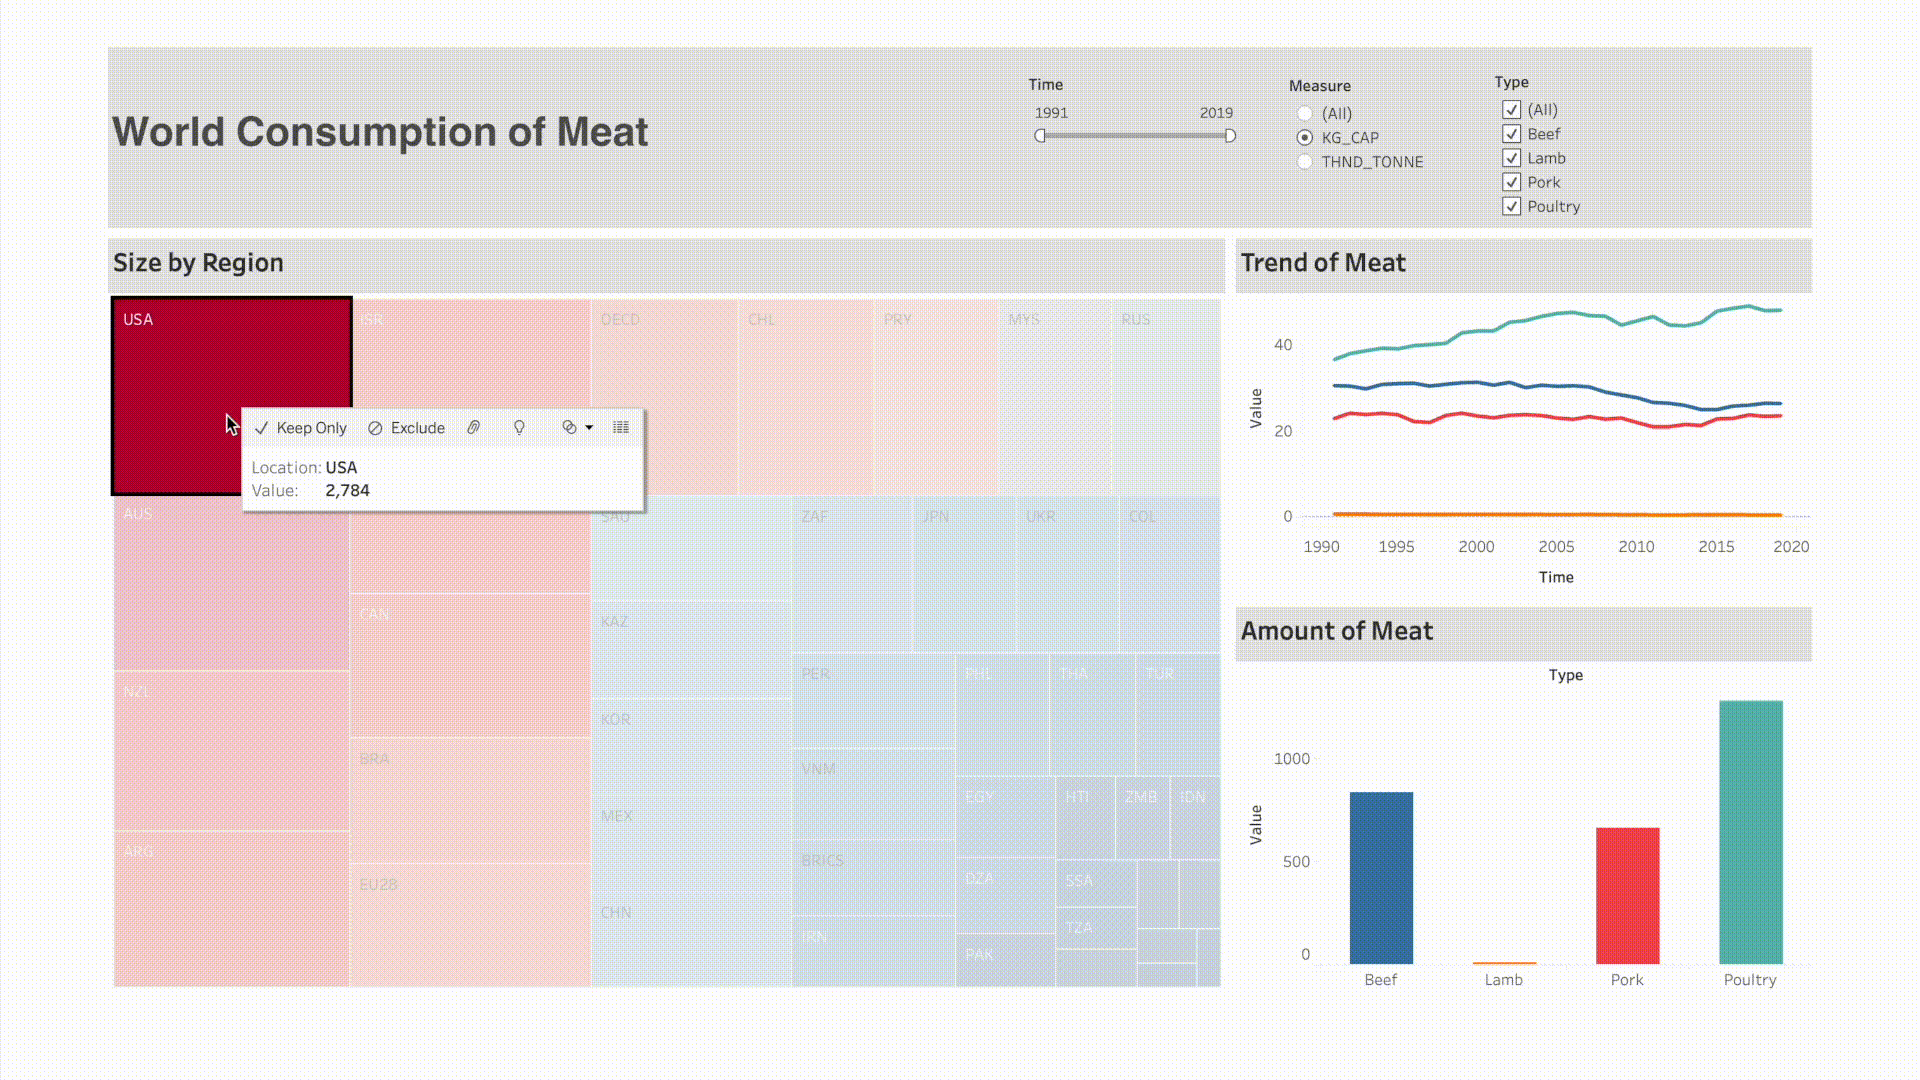 World Consumption of Meat
Time
1991 2019
Measure
(All)
KG_CAP
THND_TONNE
Type
(All)
Beef
Lamb
Pork
Poultry
Size by Region
USA
ISR
OECD
CHL
PRY
MYS
RUS
Keep Only Exclude
Location: USA
Value: 2,784
AUS
NZL
ARG
CAN
BRA
EU28
SAU
KAZ
KOR
MEX
CHN
ZAF
JPN
UKR
COL
PER
VNM
BRICS
IRN
PHL
THA
TUR
EGY
HTI
ZMB
IDN
DZA
SSA
TZA
PAK
Trend of Meat
Value
40
20
0
1990 1995 2000 2005 2010 2015 2020
Time
Amount of Meat
Type
Value
1000
500
0
Beef Lamb Pork Poultry